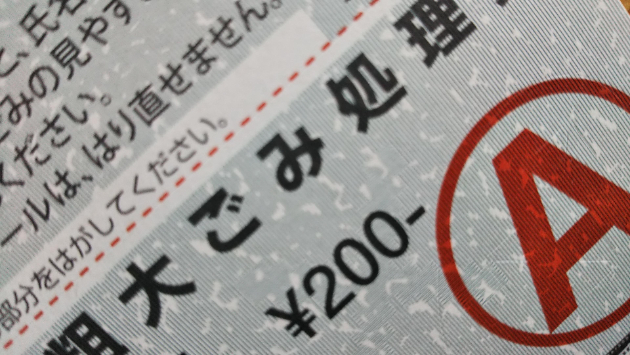 と、氏名
ごみの見やす
ください。
ールは、はり直せません。
部分をはがしてください。
粗大ごみ処理
¥200-
A